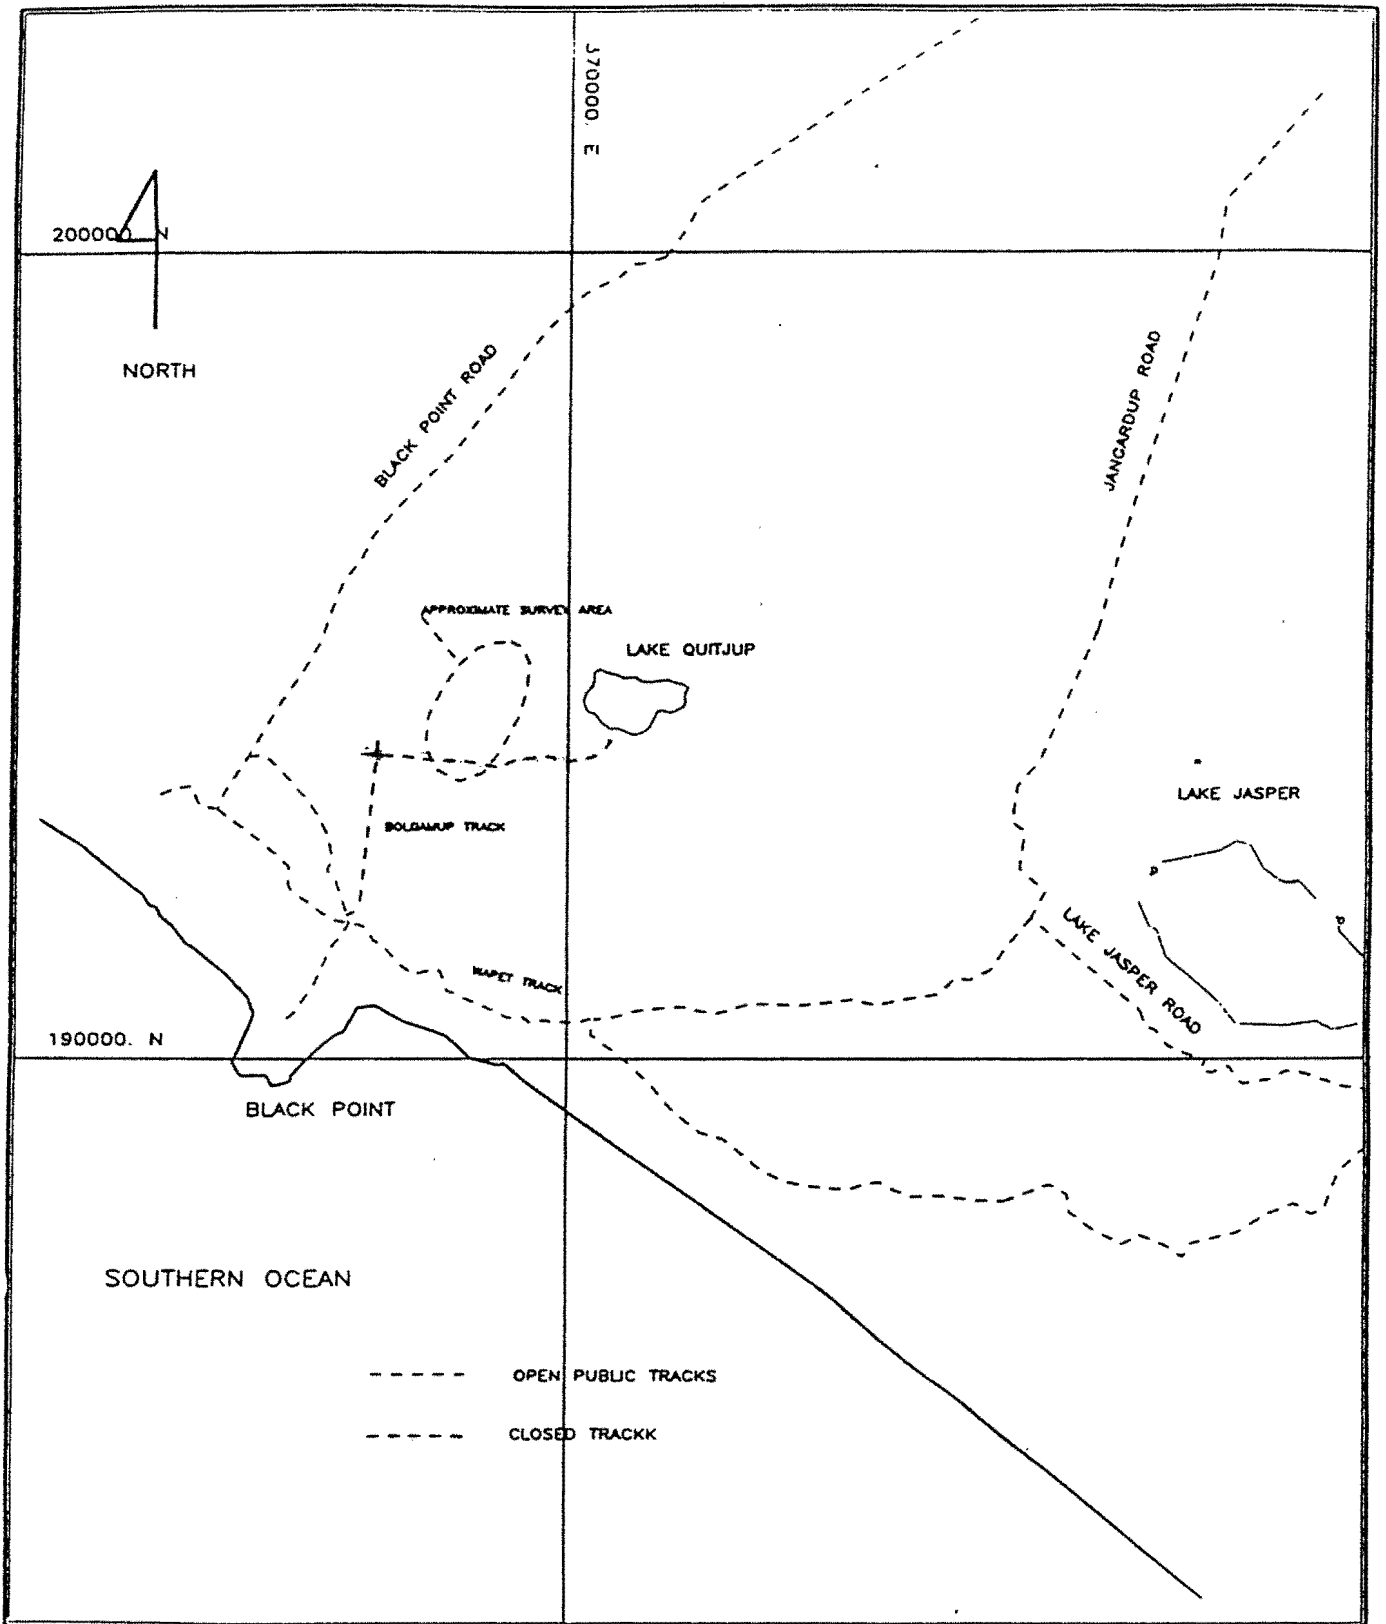 370000. E
200000. N
NORTH
BLACK POINT ROAD
JANGARDUP ROAD
APPROXIMATE SURVEY AREA
LAKE QUITJUP
LAKE JASPER
BOLGAMUP TRACK
LAKE JASPER ROAD
WAPET TRACK
190000. N
BLACK POINT
SOUTHERN OCEAN
OPEN PUBLIC TRACKS
CLOSED TRACKK